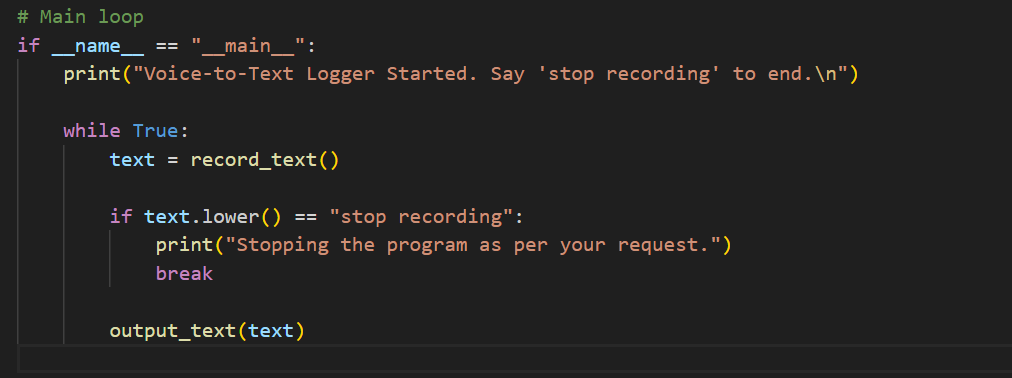 # Main loop
if __name__ == "__main__":
    print("Voice-to-Text Logger Started. Say 'stop recording' to end.\n")
    while True:
        text = record_text()
        if text.lower() == "stop recording":
            print("Stopping the program as per your request.")
            break
        output_text(text)